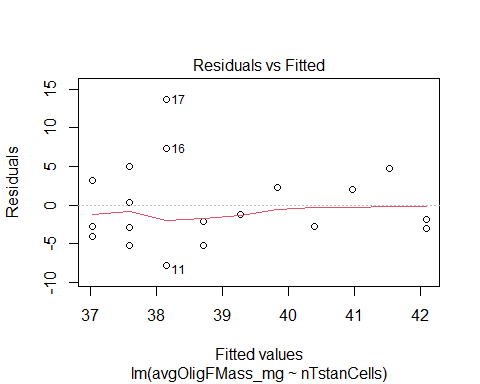 Residuals vs Fitted
Residuals
15
10
5
0
-5
-10
17
16
11
37 38 39 40 41 42
Fitted values
lm(avgOligFMass_mg ~ nTstanCells)